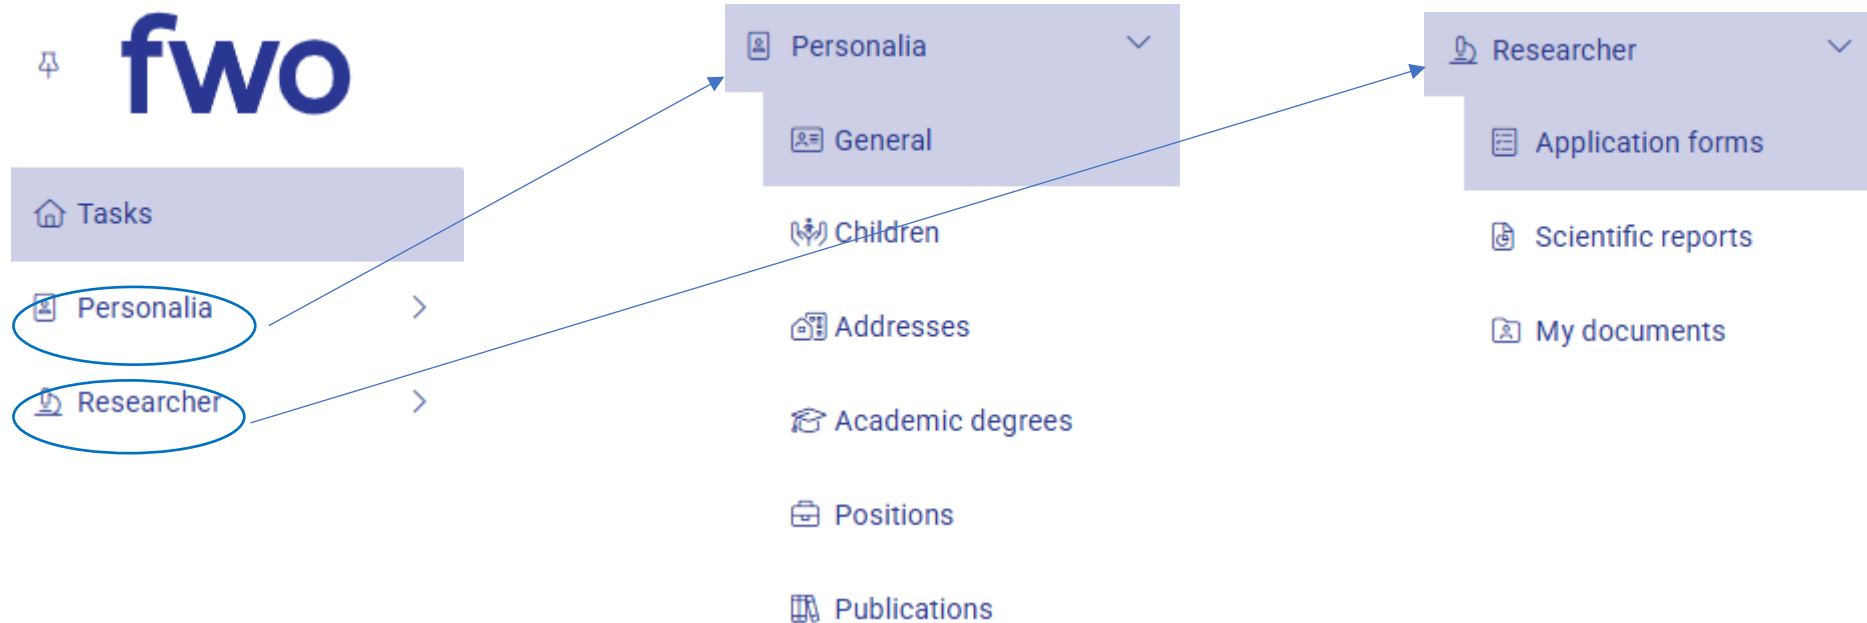 fwo
Tasks
Personalia
Researcher
Personalia
General
Children
Addresses
Academic degrees
Positions
Publications
Researcher
Application forms
Scientific reports
My documents